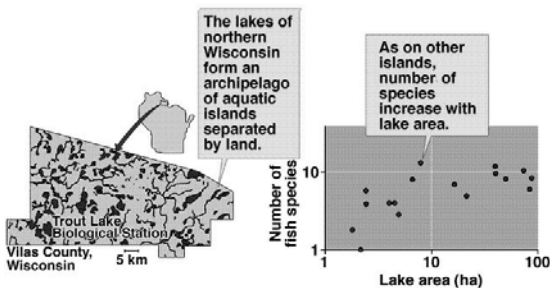 The lakes of
northern
Wisconsin
form an
archipelago
of aquatic
islands
separated
by land.
Trout Lake
Biological Station
Vilas County,
Wisconsin
5 km
As on other
islands,
number of
species
increase with
lake area.
Number of
fish species
10
1
1
10
100
Lake area (ha)